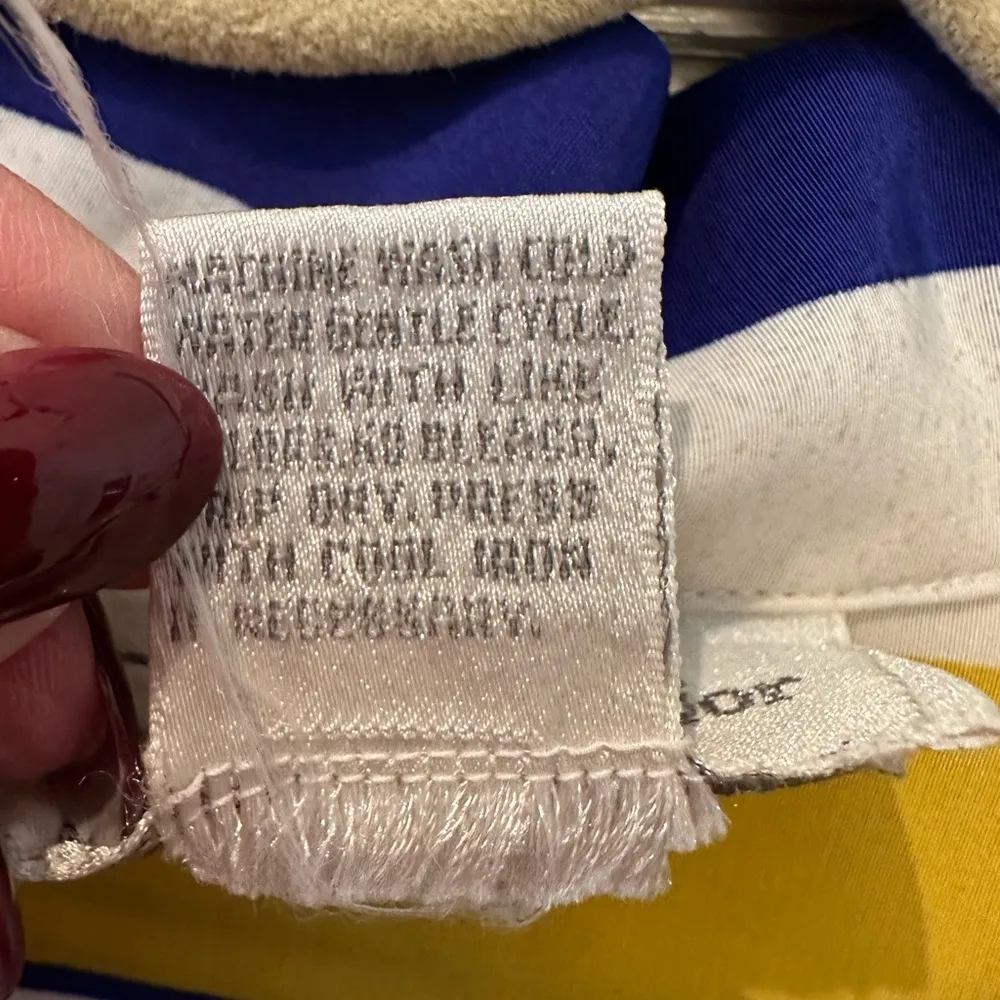 MACHINE WASH COLD
WATER GENTLE CYCLE.
WASH WITH LIKE
COLORS. NO BLEACH,
DRIP DRY. PRESS
WITH COOL IRON
IF NECESSARY.
or